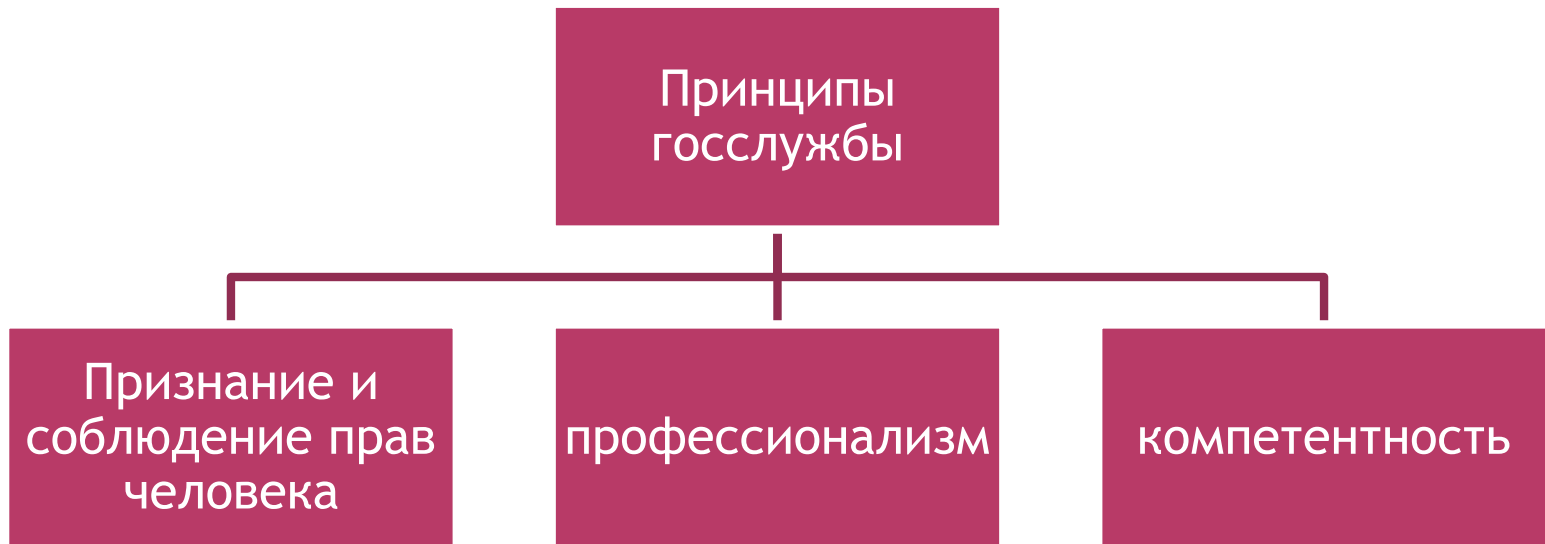 Принципы
госслужбы
Признание и
соблюдение прав
человека
профессионализм
компетентность